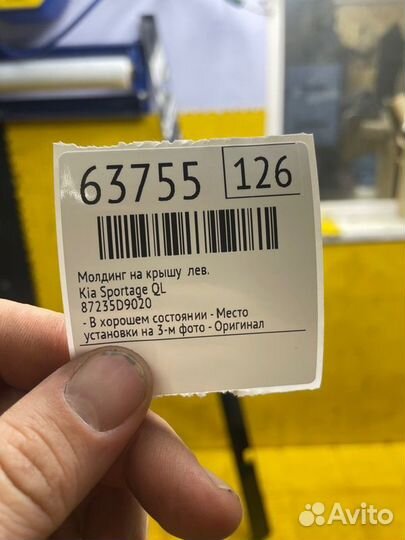 63755 126
Молдинг на крышу лев.
Kia Sportage QL
87235D9020
- В хорошем состоянии - Место
установки на 3-м фото - Оригинал
Avito